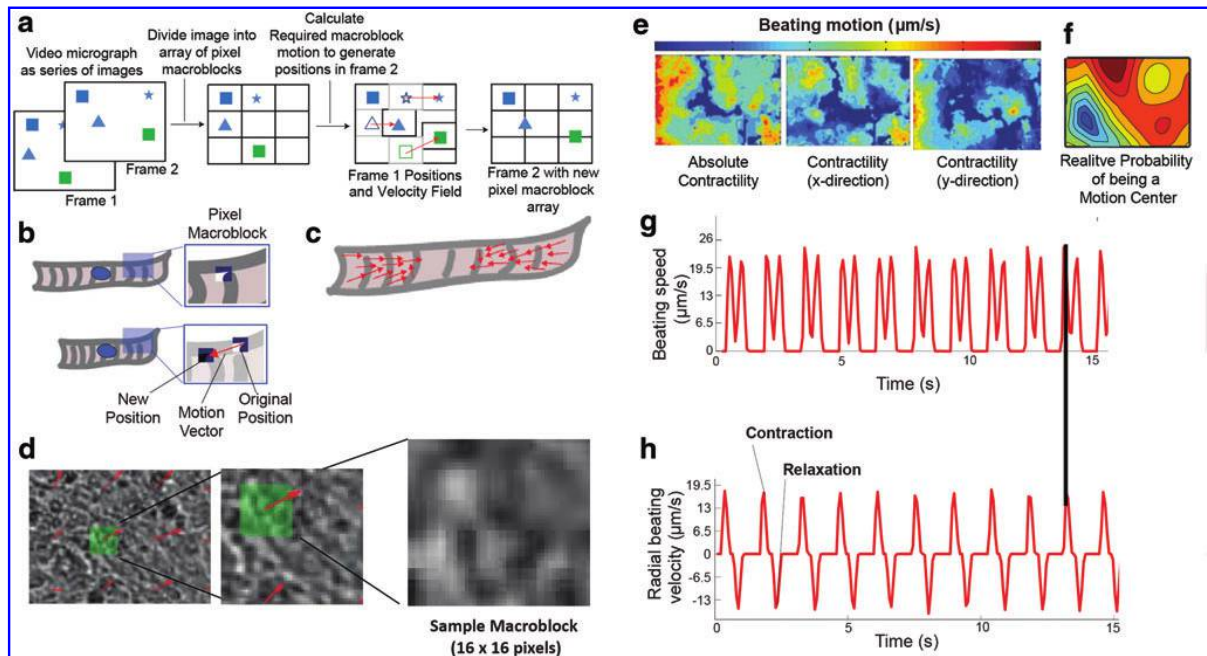 a
Video micrograph
as series of images
Frame 1
Frame 2
Divide image into
array of pixel
macroblocks
Calculate
Required macroblock
motion to generate
positions in frame 2
Frame 1 Positions
and Velocity Field
Frame 2 with new
pixel macroblock
array
b
Pixel
Macroblock
New
Position
Motion
Vector
Original
Position
c
d
Sample Macroblock
(16 x 16 pixels)
e
Beating motion (μm/s)
Absolute
Contractility
Contractility
(x-direction)
Contractility
(y-direction)
f
Realitve Probability
of being a
Motion Center
g
Beating speed
(μm/s)
26
19.5
13
6.5
0
0
5
10
15
Time (s)
h
Contraction
Relaxation
Radial beating
velocity (μm/s)
19.5
13.5
6.5
0
-6.5
-13
0
5
10
15
Time (s)